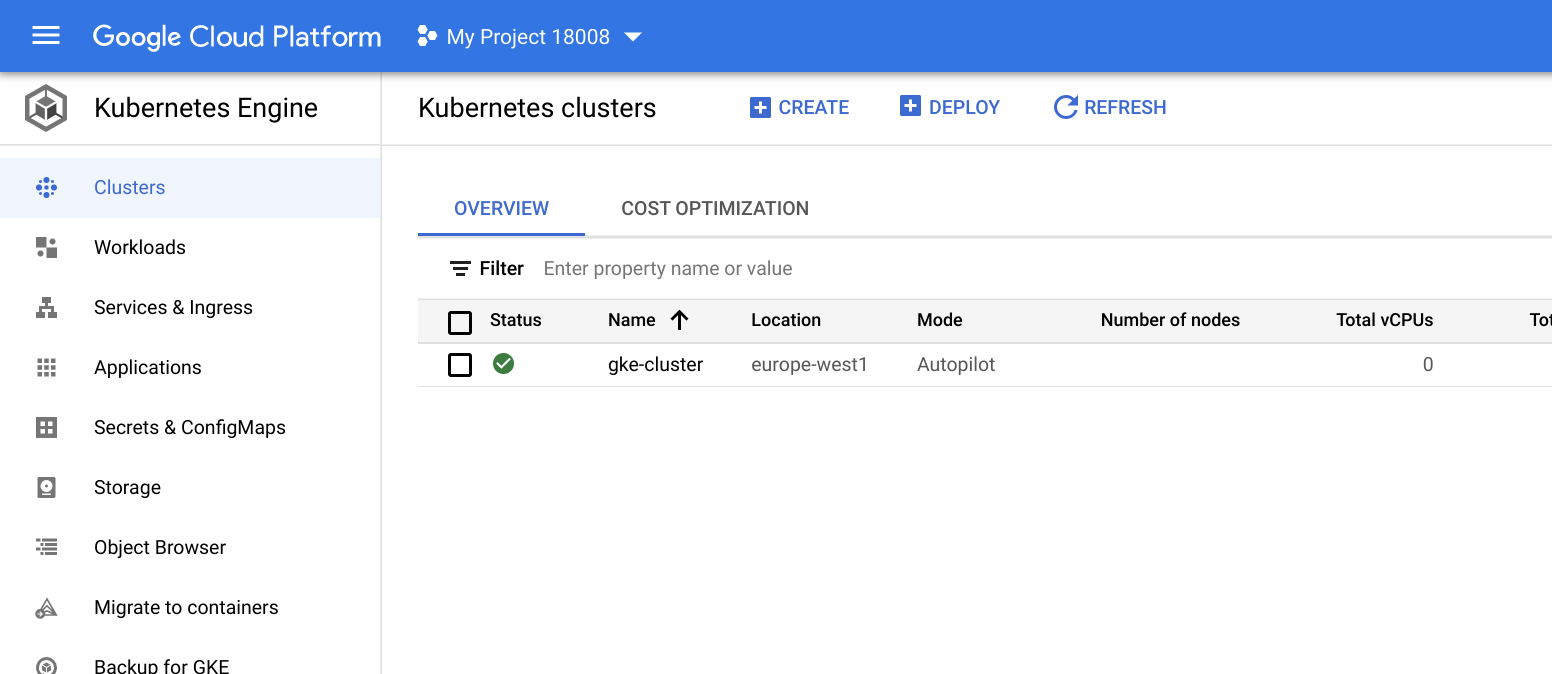 Google Cloud Platform My Project 18008
Kubernetes Engine
Clusters
Workloads
Services & Ingress
Applications
Secrets & ConfigMaps
Storage
Object Browser
Migrate to containers
Backup for GKE
Kubernetes clusters CREATE DEPLOY REFRESH
OVERVIEW COST OPTIMIZATION
Filter Enter property name or value
Status Name Location Mode Number of nodes Total vCPUs Tot
gke-cluster europe-west1 Autopilot 0